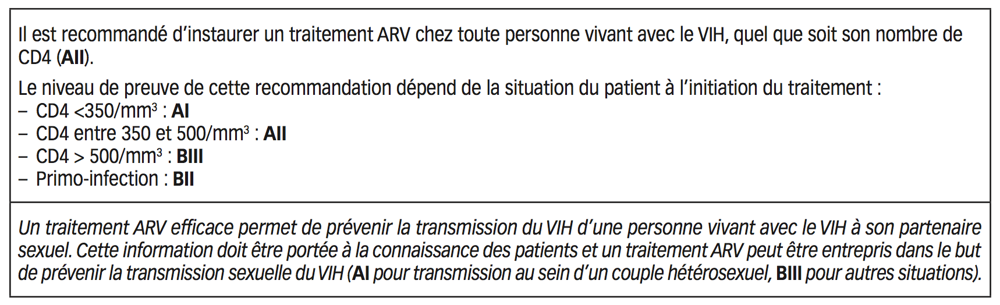 Il est recommandé d’instaurer un traitement ARV chez toute personne vivant avec le VIH, quel que soit son nombre de
CD4 (AII).
Le niveau de preuve de cette recommandation dépend de la situation du patient à l’initiation du traitement :
– CD4 <350/mm³ : AI
– CD4 entre 350 et 500/mm³ : AII
– CD4 > 500/mm³ : BIII
– Primo-infection : BII
Un traitement ARV efficace permet de prévenir la transmission du VIH d’une personne vivant avec le VIH à son partenaire
sexuel. Cette information doit être portée à la connaissance des patients et un traitement ARV peut être entrepris dans le but
de prévenir la transmission sexuelle du VIH (AI pour transmission au sein d’un couple hétérosexuel, BIII pour autres situations).